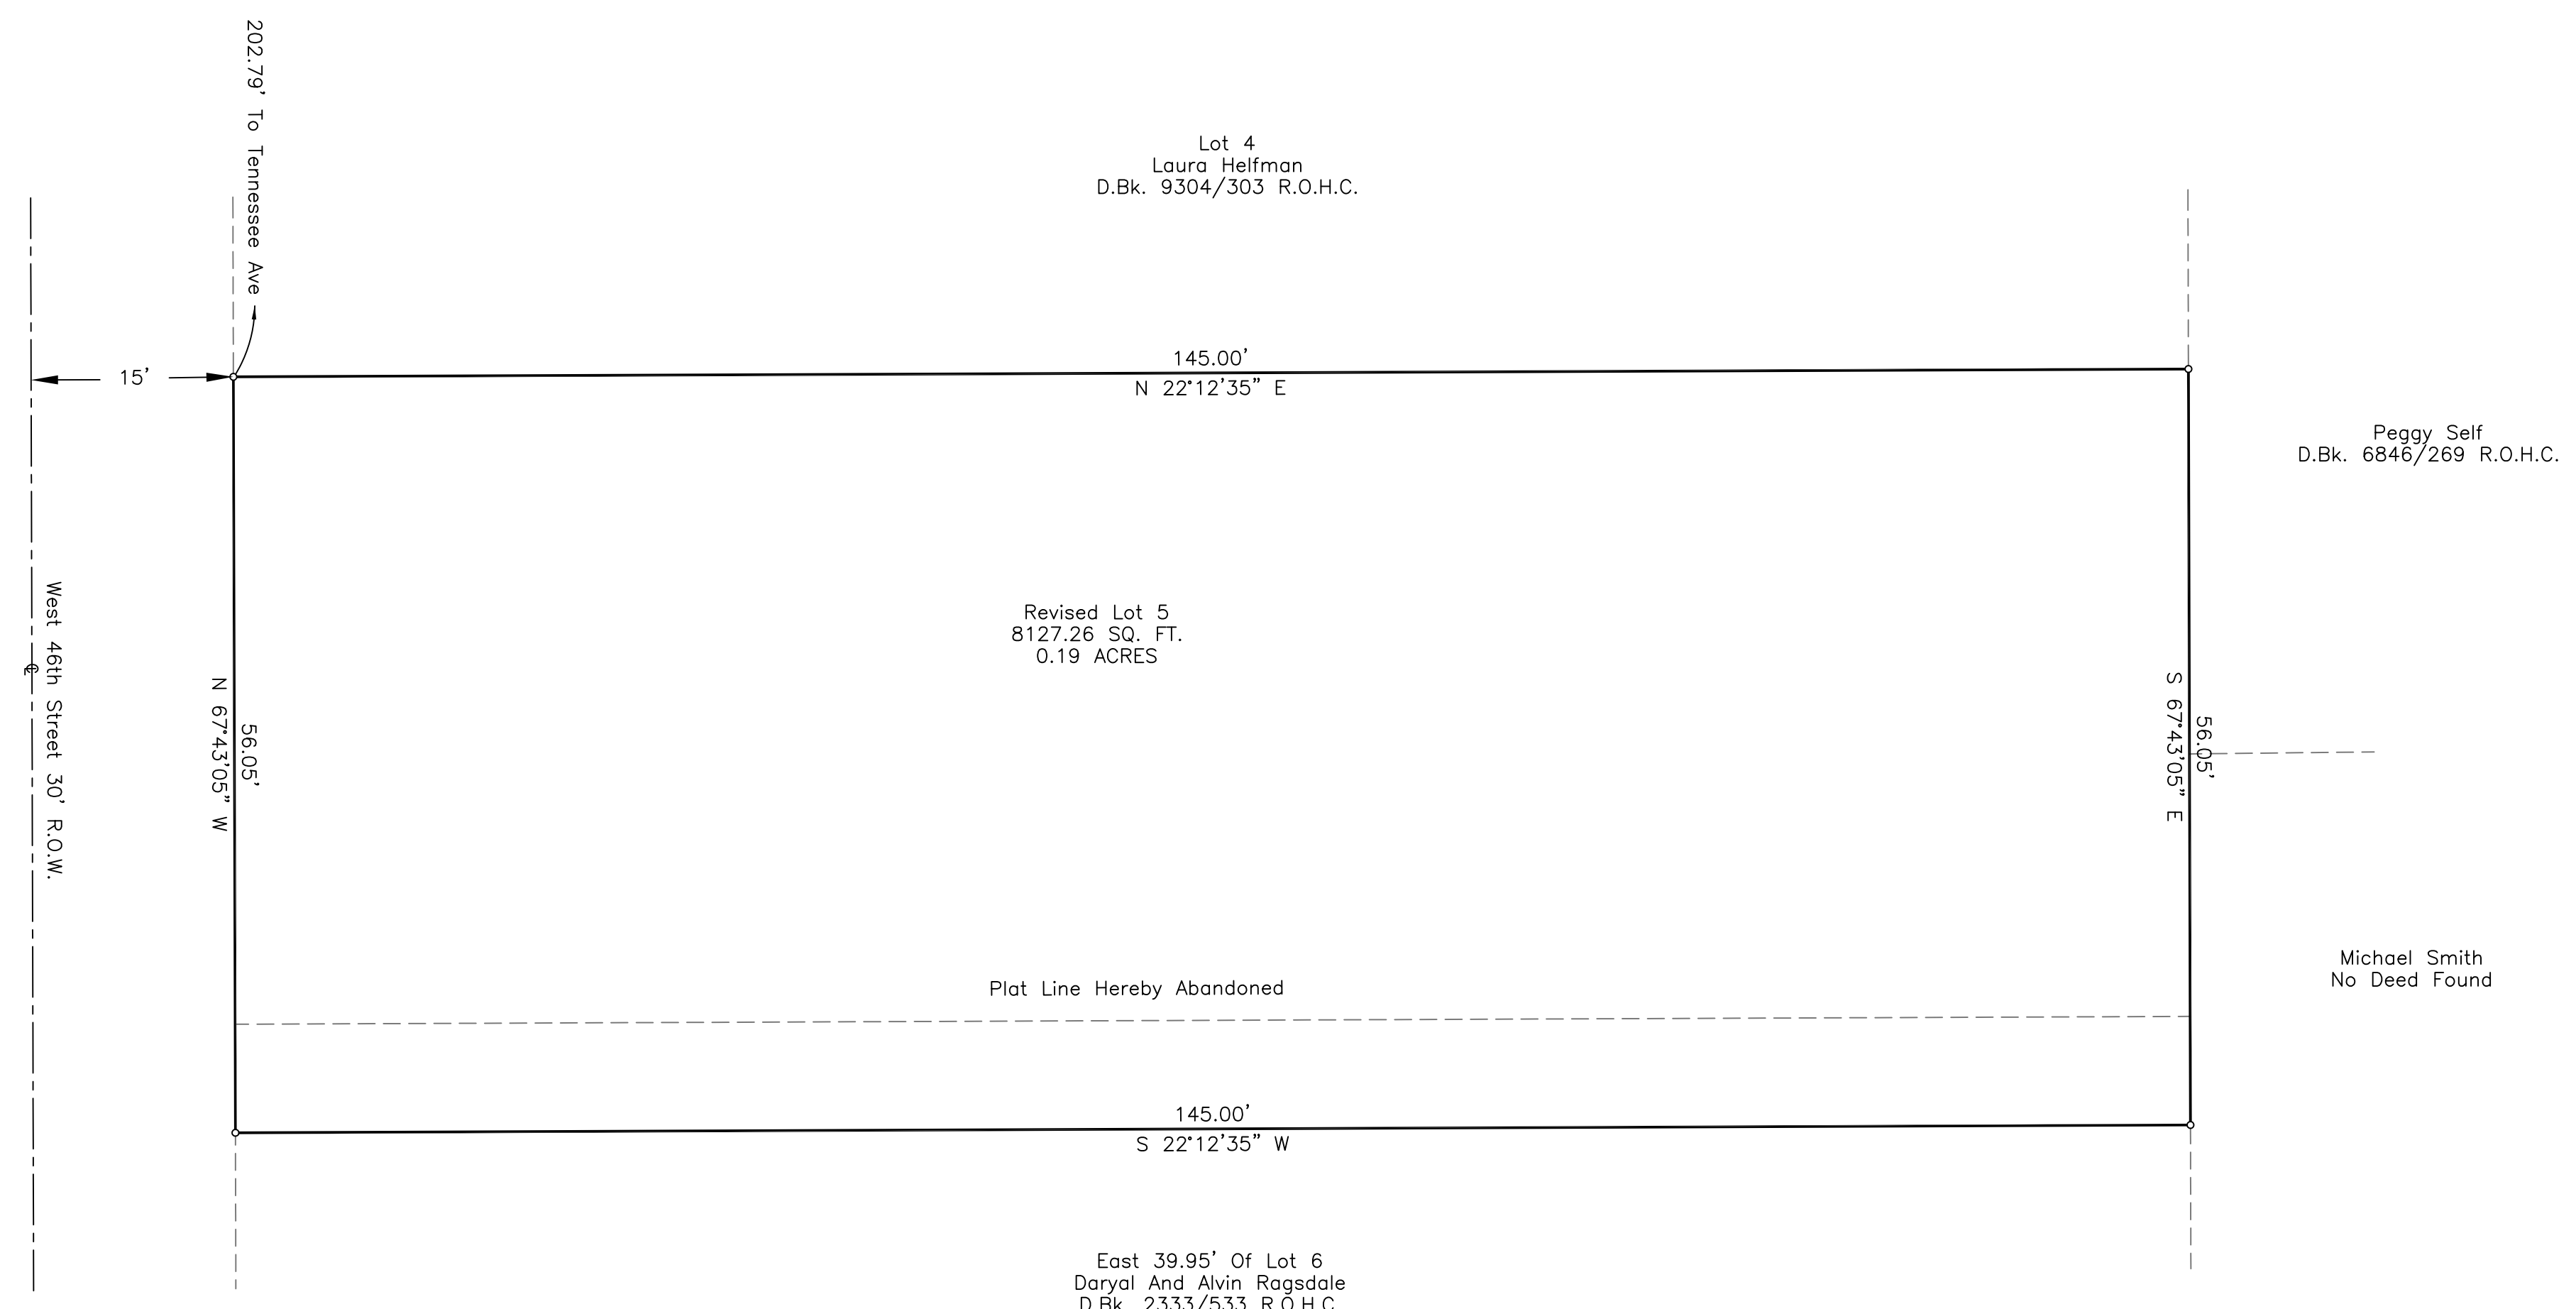 202.79' To Tennessee Ave
Lot 4
Laura Helfman
D.Bk. 9304/303 R.O.H.C.
15'
145.00'
N 22°12'35" E
Peggy Self
D.Bk. 6846/269 R.O.H.C.
West 46th Street 30' R.O.W.
℄
N 67°43'05" W
56.05'
Revised Lot 5
8127.26 SQ. FT.
0.19 ACRES
S 67°43'05" E
56.05'
Michael Smith
No Deed Found
Plat Line Hereby Abandoned
145.00'
S 22°12'35" W
East 39.95' Of Lot 6
Daryal And Alvin Ragsdale
D.Bk. 2333/533 R.O.H.C.